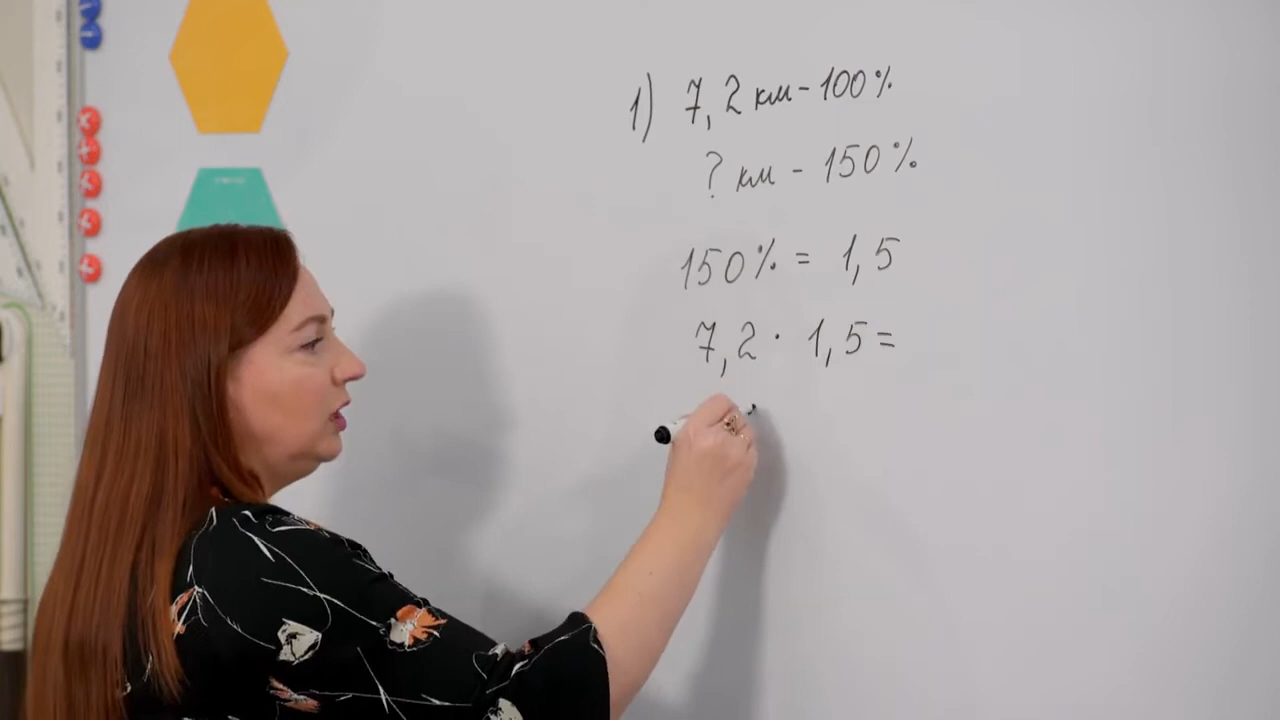 1) 7,2 км - 100%
? км - 150%
150% = 1,5
7,2 · 1,5 =